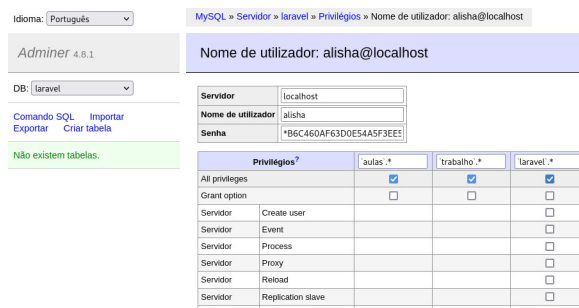 Idioma: Português
MySQL » Servidor » laravel » Privilégios » Nome de utilizador: alisha@localhost
Adminer 4.8.1
Nome de utilizador: alisha@localhost
DB: laravel
Comando SQL Importar
Exportar Criar tabela
Não existem tabelas.
Servidor localhost
Nome de utilizador alisha
Senha *B6C460AF63D0E54A5F3EE5
Privilégios? `aulas`.* `trabalho`.* `laravel`.*
All privileges
Grant option
Servidor Create user
Servidor Event
Servidor Process
Servidor Proxy
Servidor Reload
Servidor Replication slave